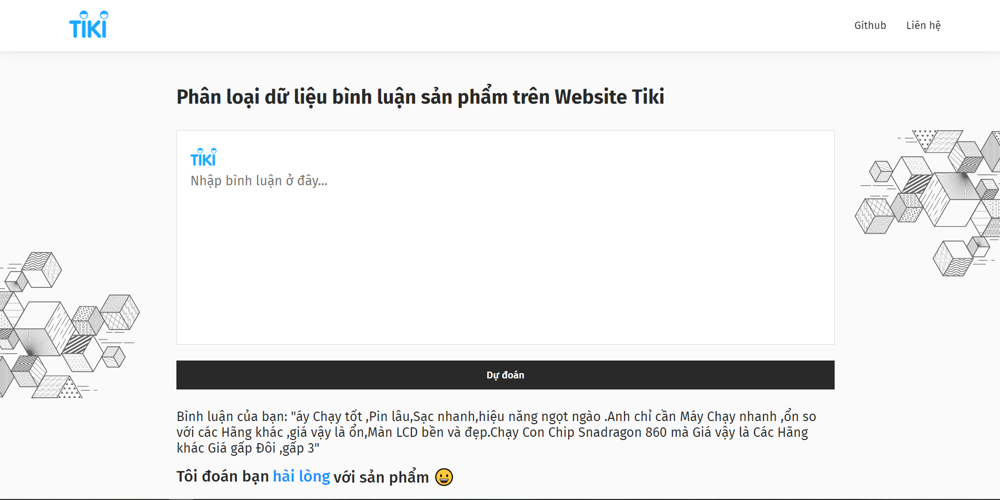 TIKI
Github
Liên hệ
Phân loại dữ liệu bình luận sản phẩm trên Website Tiki
TIKI
Nhập bình luận ở đây...
Dự đoán
Bình luận của bạn: "áy Chạy tốt ,Pin lâu,Sạc nhanh,hiệu năng ngọt ngào .Anh chỉ cần Máy Chạy nhanh ,ổn so
với các Hãng khác ,giá vậy là ổn,Màn LCD bền và đẹp.Chạy Con Chip Snadragon 860 mà Giá vậy là Các Hãng
khác Giá gấp Đôi ,gấp 3"
Tôi đoán bạn hài lòng với sản phẩm